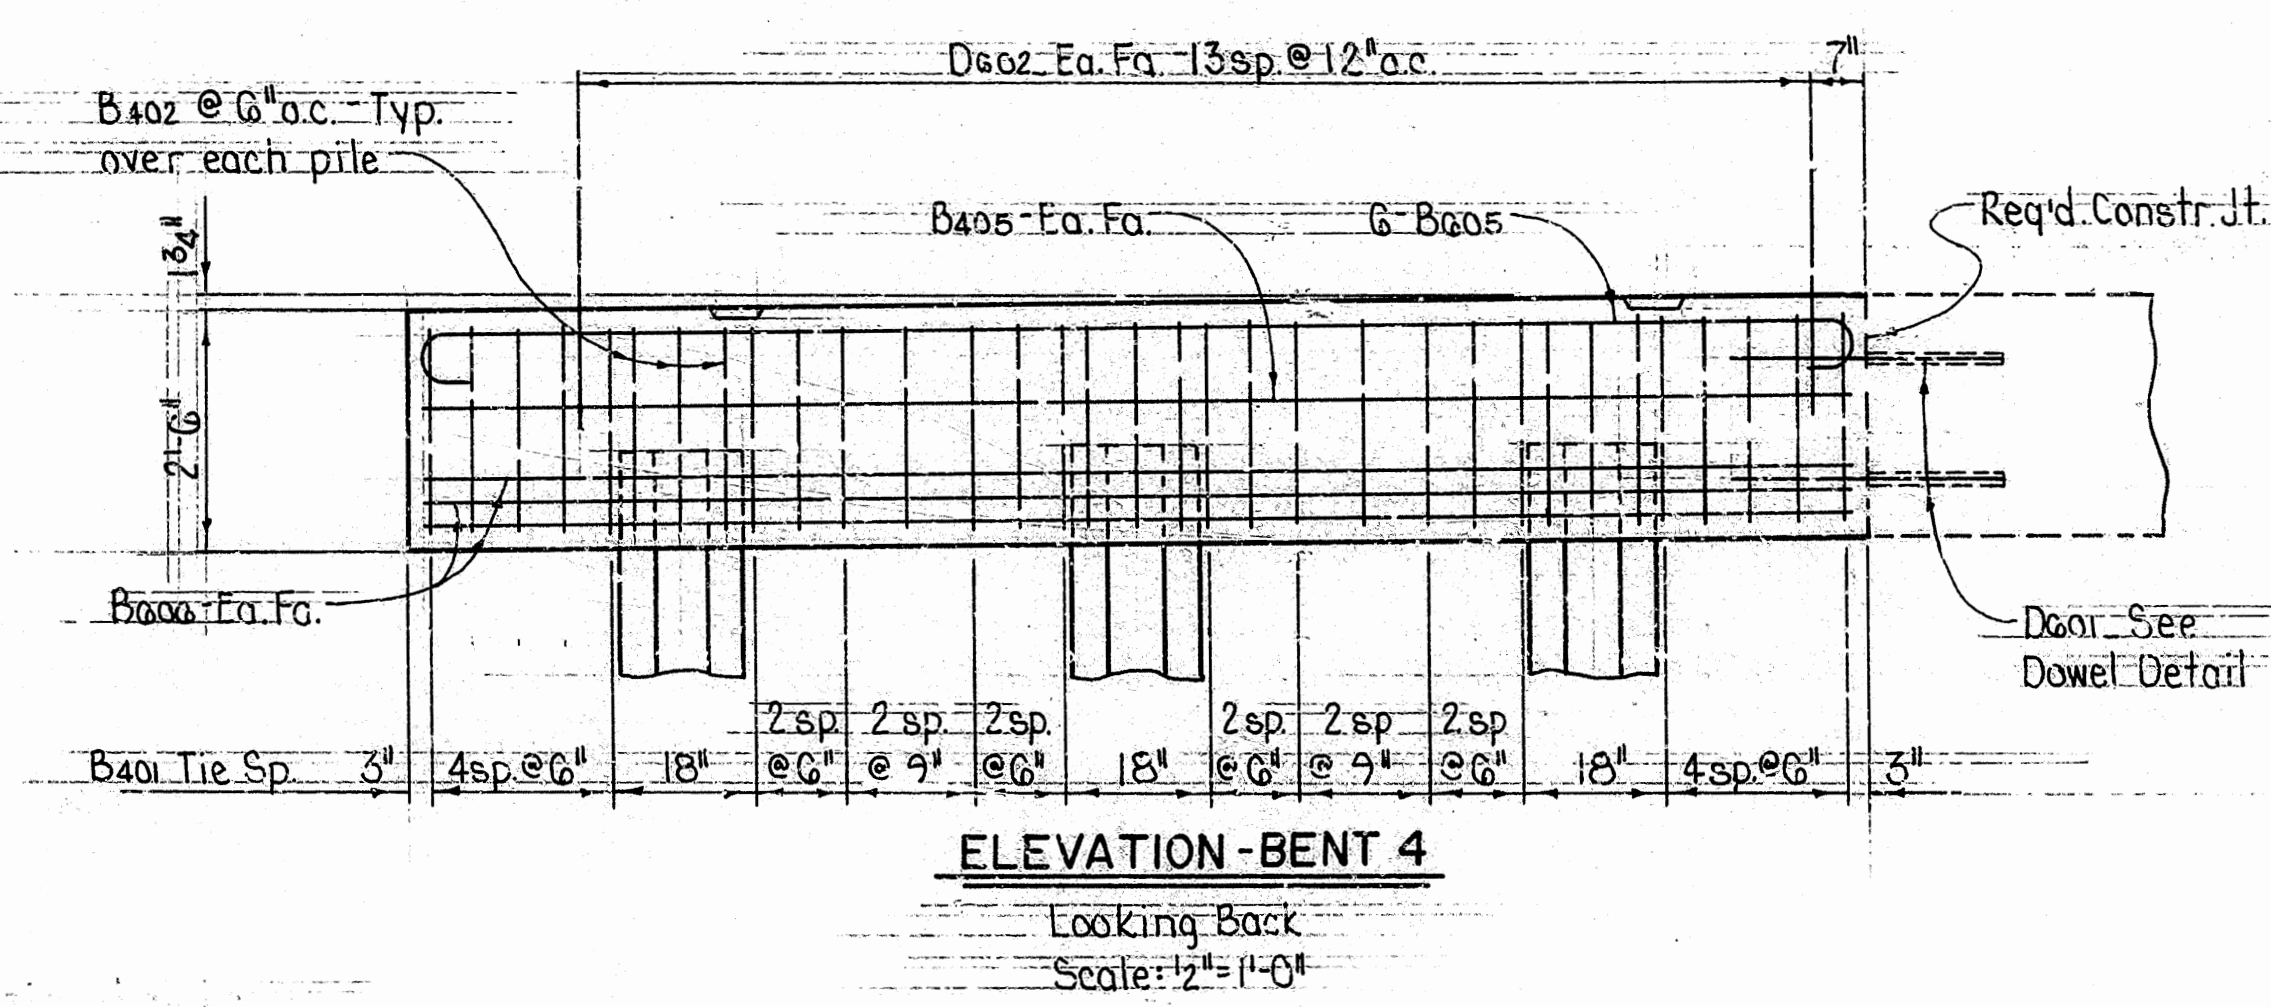 D602 Ea. Fa. 13 sp. @ 12" o.c.
7"
B402 @ 6" o.c. - Typ.
over each pile
B405 - Ea. Fa.
6 - B605
Req'd. Constr. Jt.
1 3/4"
2'-6"
B606 - Ea. Fa.
D601 See
Dowel Detail
2 sp. 2 sp. 2 sp. 2 sp. 2 sp 2 sp
B401 Tie Sp. 3" 4 sp. @ 6" 18" @ 6" @ 9" @ 6" 18" @ 6" @ 9" @ 6" 18" 4 sp. @ 6" 3"
ELEVATION - BENT 4
Looking Back
Scale: 1/2" = 1'-0"